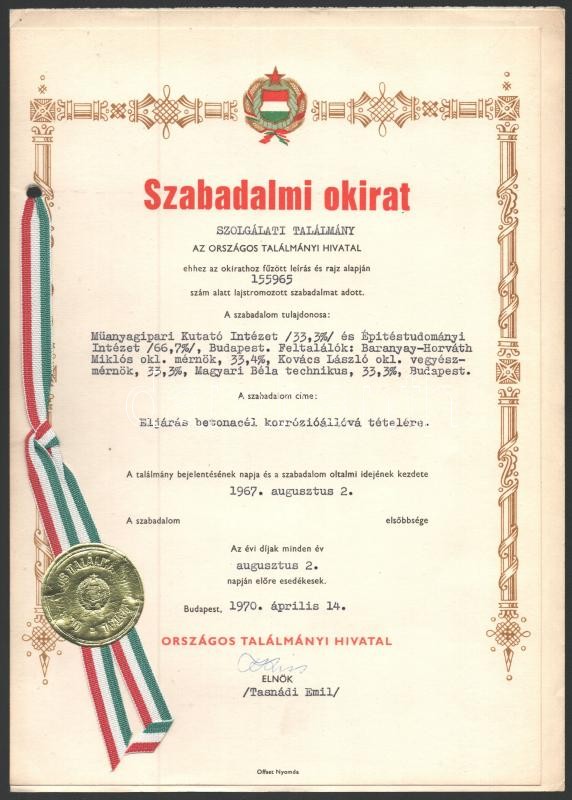 Szabadalmi okirat
SZOLGÁLATI TALÁLMÁNY
AZ ORSZÁGOS TALÁLMÁNYI HIVATAL
ehhez az okirathoz fűzött leírás és rajz alapján
155965
szám alatt lajstromozott szabadalmat adott.
A szabadalom tulajdonosa:
Müanyagipari Kutató Intézet /33,3%/ és Építéstudományi
Intézet /66,7%/, Budapest. Feltalálók: Baranyay-Horváth
Miklós okl. mérnök, 33,4%, Kovács László okl. vegyész-
mérnök, 33,3%, Magyari Béla technikus, 33,3%, Budapest.
A szabadalom címe:
Eljárás betonacél korrózióállóvá tételére.
A találmány bejelentésének napja és a szabadalom oltalmi idejének kezdete
1967. augusztus 2.
A szabadalom elsőbbsége
Az évi díjak minden év
augusztus 2.
napján előre esedékesek.
Budapest, 1970. április 14.
ORSZÁGOS TALÁLMÁNYI HIVATAL
ELNÖK
/Tasnádi Emil/
Offset Nyomda